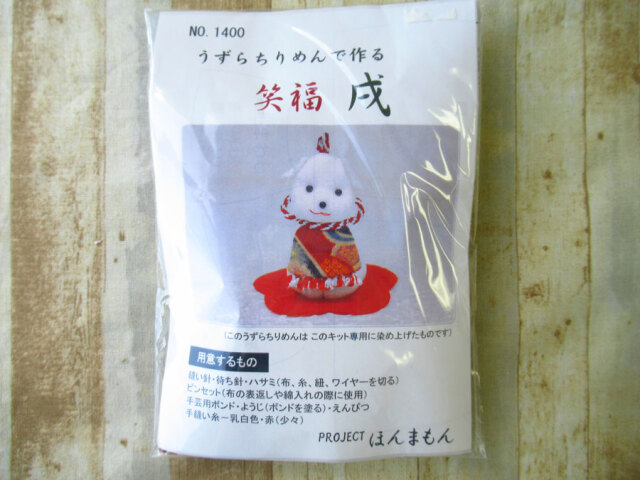 NO. 1400
うずらちりめんで作る
笑福 戌
(このうずらちりめんは このキット専用に染め上げたものです)
用意するもの
縫い針・待ち針・ハサミ(布、糸、紐、ワイヤーを切る)
ピンセット(布の表返しや綿入れの際に使用)
手芸用ボンド・ようじ(ボンドを塗る)・えんぴつ
手縫い糸ー乳白色・赤(少々)
PROJECT ほんまもん